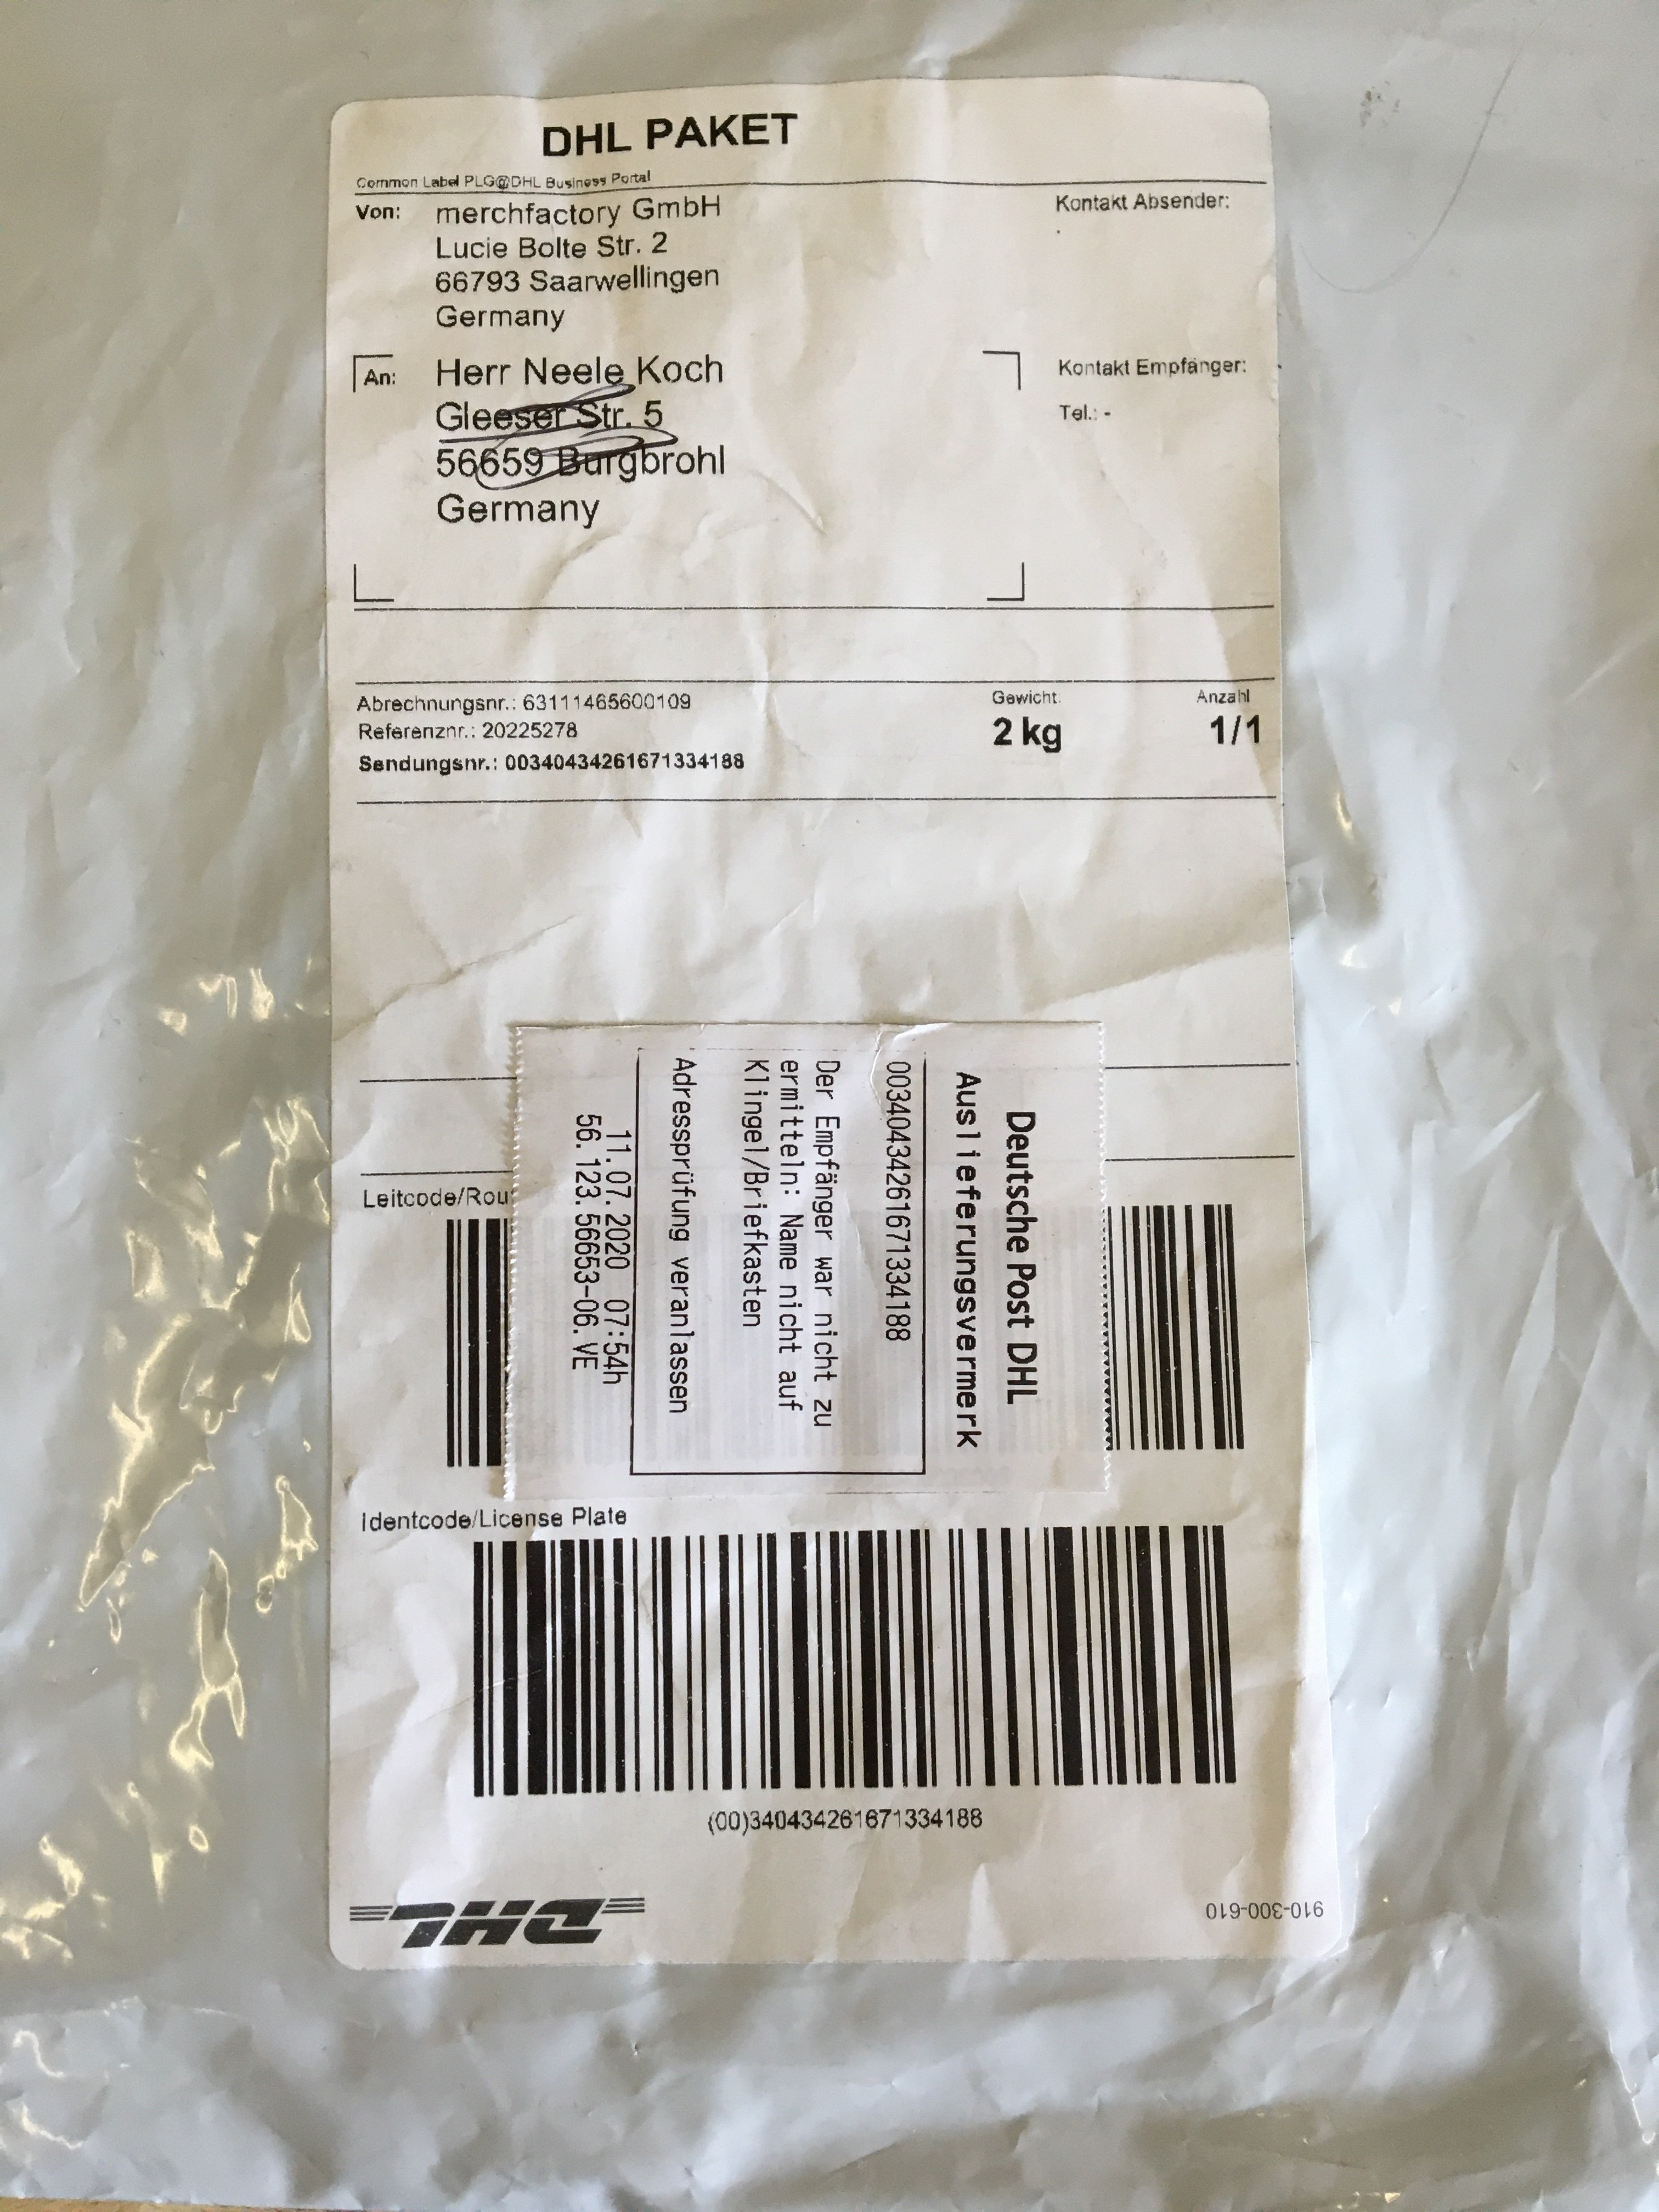 DHL PAKET
Common Label PLG@DHL Business Portal
Von: merchfactory GmbH
Lucie Bolte Str. 2
66793 Saarwellingen
Germany
Kontakt Absender:
An: Herr Neele Koch
Gleeser Str. 5
56659 Burgbrohl
Germany
Kontakt Empfänger:
Tel.: -
Abrechnungsnr.: 63111465600109
Referenznr.: 20225278
Sendungsnr.: 00340434261671334188
Gewicht:
2 kg
Anzahl
1/1
Deutsche Post DHL
Auslieferungsvermerk
00340434261671334188
Der Empfänger war nicht zu
ermitteln: Name nicht auf
Klingel/Briefkasten
Adressprüfung veranlassen
11.07.2020 07:54h
56.123.56653-06.VE
Leitcode/Rou
Identcode/License Plate
(00)340434261671334188
DHL
910-300-610